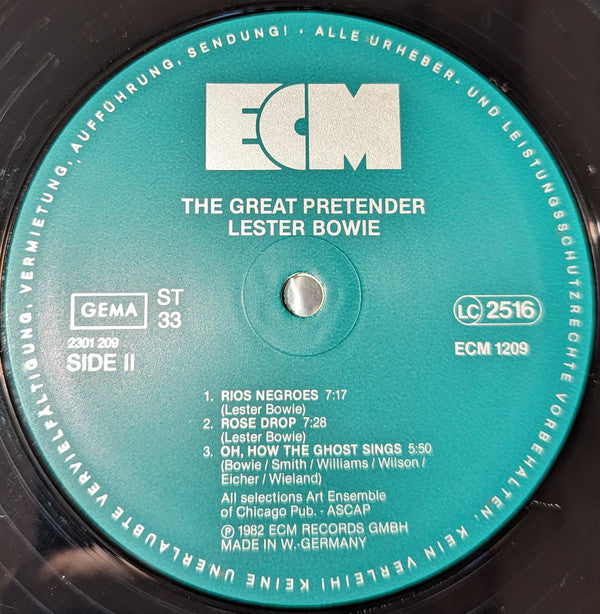 ECM
THE GREAT PRETENDER
LESTER BOWIE
GEMA
ST
33
2301 209
SIDE II
LC 2516
ECM 1209
1. RIOS NEGROES 7:17
(Lester Bowie)
2. ROSE DROP 7:28
(Lester Bowie)
3. OH, HOW THE GHOST SINGS 5:50
(Bowie / Smith / Williams / Wilson /
Eicher / Wieland)
All selections Art Ensemble
of Chicago Pub. - ASCAP
℗ 1982 ECM RECORDS GMBH
MADE IN W.-GERMANY
ALLE URHEBER- UND LEISTUNGSSCHUTZRECHTE VORBEHALTEN. KEIN VERLEIH! KEINE UNERLAUBTE VERVIELFÄLTIGUNG, VERMIETUNG, AUFFÜHRUNG, SENDUNG! ·